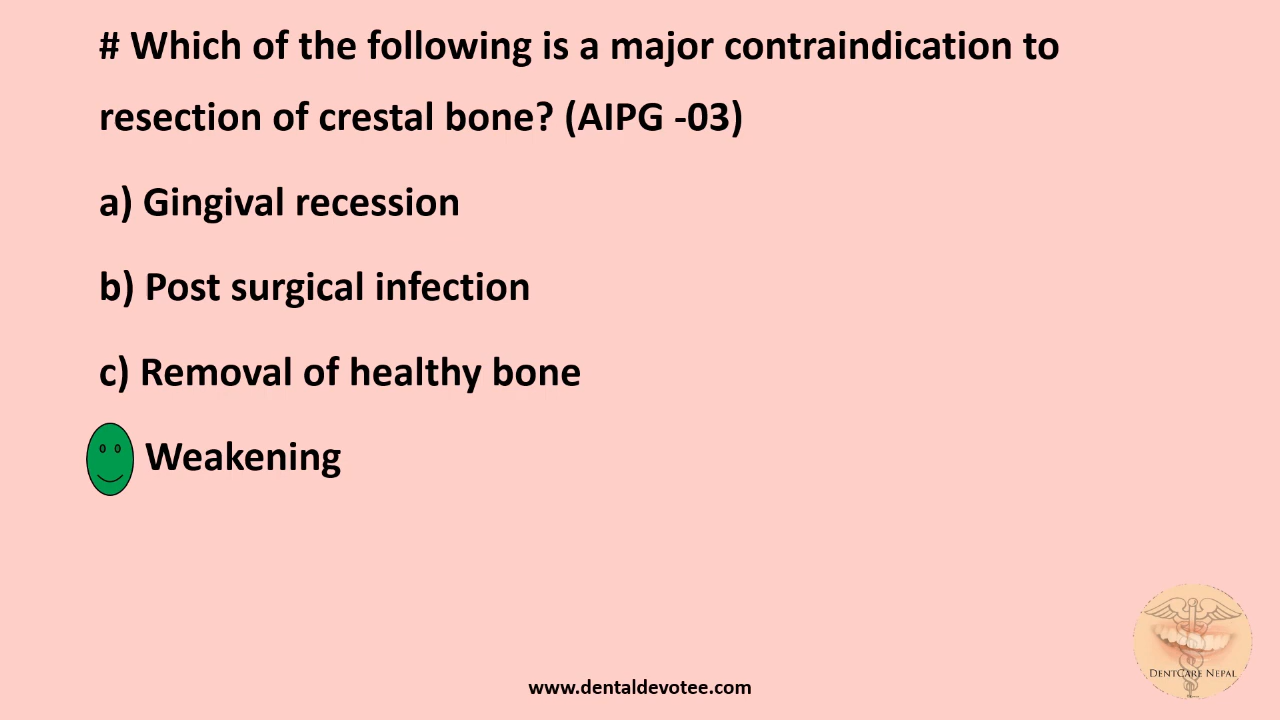 # Which of the following is a major contraindication to
resection of crestal bone? (AIPG -03)
a) Gingival recession
b) Post surgical infection
c) Removal of healthy bone
Weakening
DENTCARE NEPAL
www.dentaldevotee.com